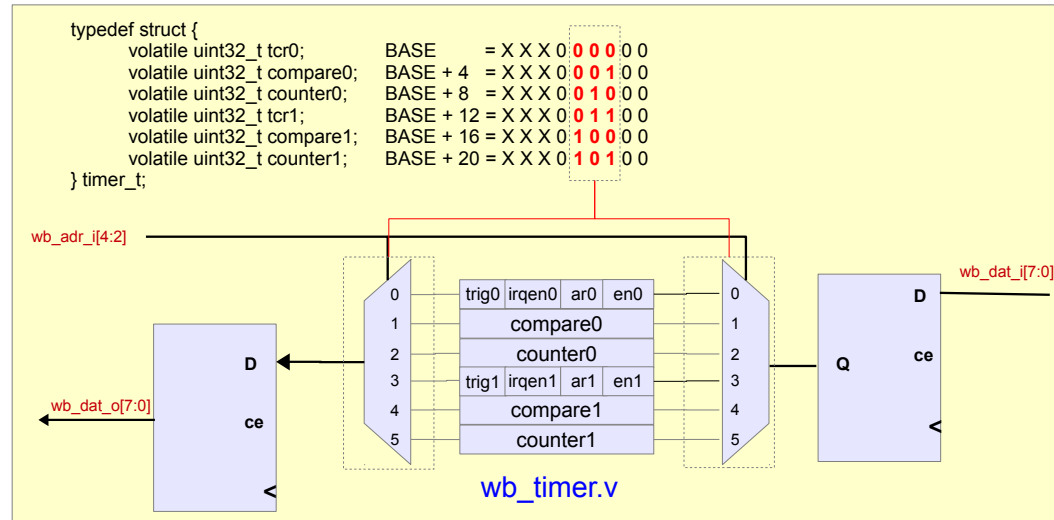 typedef struct {
volatile uint32_t tcr0; BASE = X X X 0 0 0 0 0 0
volatile uint32_t compare0; BASE + 4 = X X X 0 0 0 1 0 0
volatile uint32_t counter0; BASE + 8 = X X X 0 0 1 0 0 0
volatile uint32_t tcr1; BASE + 12 = X X X 0 0 1 1 0 0
volatile uint32_t compare1; BASE + 16 = X X X 0 1 0 0 0 0
volatile uint32_t counter1; BASE + 20 = X X X 0 1 0 1 0 0
} timer_t;
wb_adr_i[4:2]
wb_dat_i[7:0]
0 trig0 irqen0 ar0 en0 0
D
1 compare0 1
2 counter0 2
D Q ce
3 trig1 irqen1 ar1 en1 3
wb_dat_o[7:0]
4 compare1 4
ce
5 counter1 5
<
<
wb_timer.v